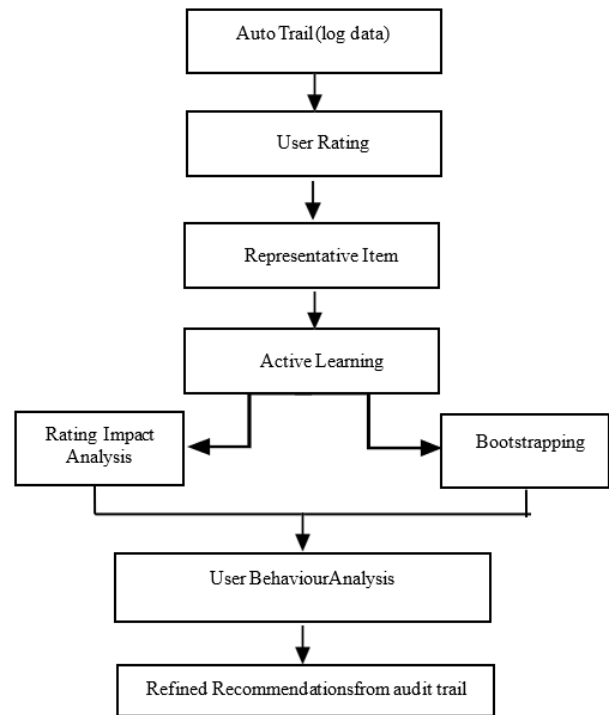 Auto Trail(log data)
User Rating
Representative Item
Active Learning
Rating Impact
Analysis
Bootstrapping
User BehaviourAnalysis
Refined Recommendationsfrom audit trail